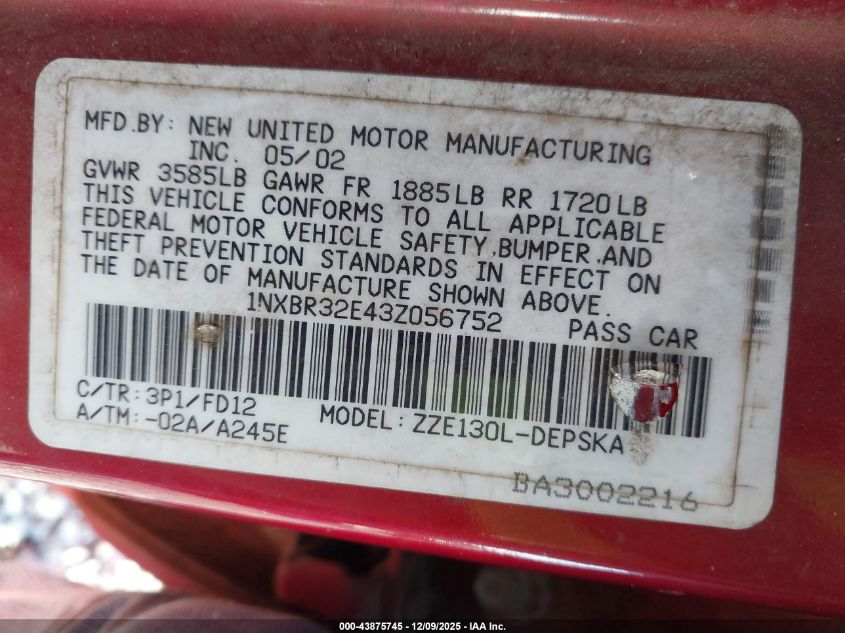 MFD.BY: NEW UNITED MOTOR MANUFACTURING
INC. 05/02
GVWR 3585LB GAWR FR 1885LB RR 1720LB
THIS VEHICLE CONFORMS TO ALL APPLICABLE
FEDERAL MOTOR VEHICLE SAFETY,BUMPER,AND
THEFT PREVENTION STANDARDS IN EFFECT ON
THE DATE OF MANUFACTURE SHOWN ABOVE.
1NXBR32E43Z056752 PASS CAR
C/TR:3P1/FD12
A/TM:-02A/A245E MODEL:ZZE130L-DEPSKA
BA3002216
000-43875745 - 12/09/2025 - IAA Inc.